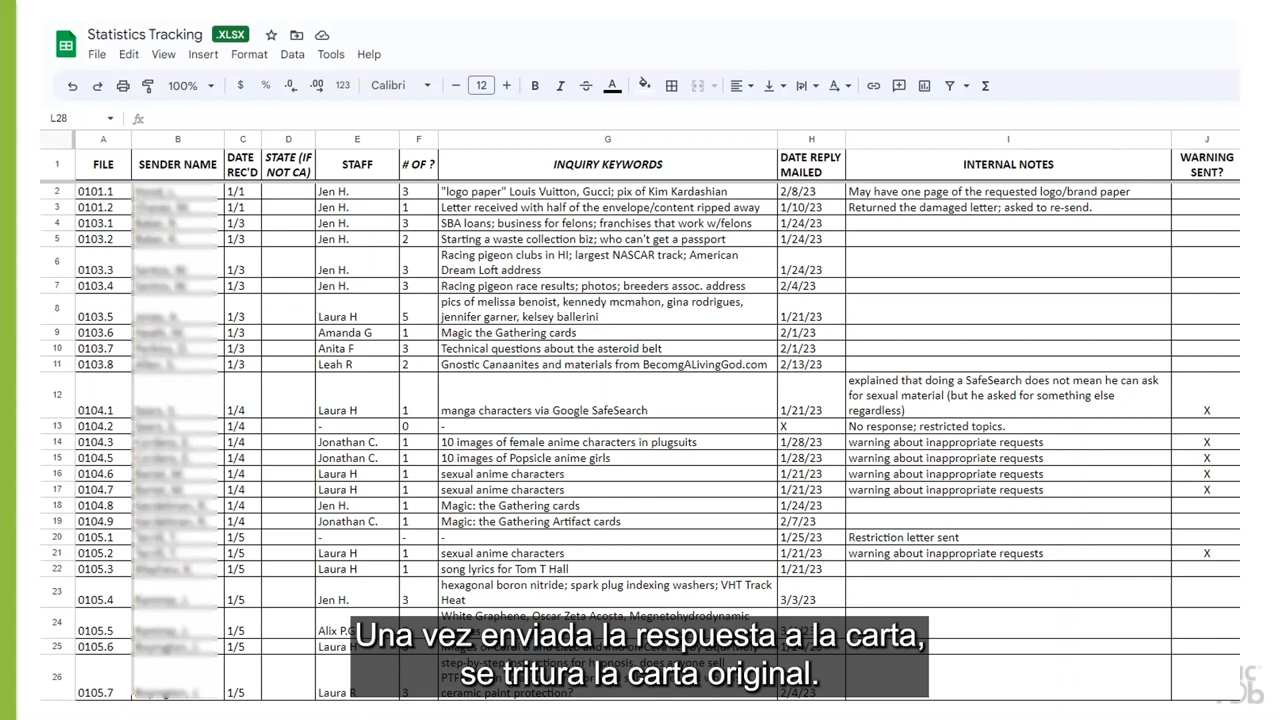 Statistics Tracking .XLSX
File Edit View Insert Format Data Tools Help
100% $ % .0 .00 123 Calibri 12 B I S A
L28 fx
A B C D E F G H I J
1 FILE SENDER NAME DATE REC'D STATE (IF NOT CA) STAFF # OF ? INQUIRY KEYWORDS DATE REPLY MAILED INTERNAL NOTES WARNING SENT?
2 0101.1 1/1 Jen H. 3 "logo paper" Louis Vuitton, Gucci; pix of Kim Kardashian 2/8/23 May have one page of the requested logo/brand paper
3 0101.2 1/1 Jen H. 1 Letter received with half of the envelope/content ripped away 1/10/23 Returned the damaged letter; asked to re-send.
4 0103.1 1/3 Jen H. 3 SBA loans; business for felons; franchises that work w/felons 1/24/23
5 0103.2 1/3 Jen H. 2 Starting a waste collection biz; who can't get a passport 1/24/23
6 0103.3 1/3 Jen H. 3 Racing pigeon clubs in HI; largest NASCAR track; American
Dream Loft address 1/24/23
7 0103.4 1/3 Jen H. 3 Racing pigeon race results; photos; breeders assoc. address 2/4/23
8 0103.5 1/3 Laura H 5 pics of melissa benoist, kennedy mcmahon, gina rodrigues,
jennifer garner, kelsey ballerini 1/21/23
9 0103.6 1/3 Amanda G 1 Magic the Gathering cards 2/1/23
10 0103.7 1/3 Anita F 3 Technical questions about the asteroid belt 2/1/23
11 0103.8 1/3 Leah R 2 Gnostic Canaanites and materials from BecomgALivingGod.com 2/13/23
12 0104.1 1/4 Laura H 1 manga characters via Google SafeSearch 1/21/23 explained that doing a SafeSearch does not mean he can ask
for sexual material (but he asked for something else
regardless) X
13 0104.2 1/4 - 0 - X No response; restricted topics.
14 0104.3 1/4 Jonathan C. 1 10 images of female anime characters in plugsuits 1/28/23 warning about inappropriate requests X
15 0104.5 1/4 Jonathan C. 1 10 images of Popsicle anime girls 1/28/23 warning about inappropriate requests X
16 0104.6 1/4 Laura H 1 sexual anime characters 1/21/23 warning about inappropriate requests X
17 0104.7 1/4 Laura H 1 sexual anime characters 1/21/23 warning about inappropriate requests X
18 0104.8 1/4 Jen H. 1 Magic: the Gathering cards 1/24/23
19 0104.9 1/4 Jonathan C. 1 Magic: the Gathering Artifact cards 2/7/23
20 0105.1 1/5 - - - 1/25/23 Restriction letter sent
21 0105.2 1/5 Laura H 1 sexual anime characters 1/21/23 warning about inappropriate requests X
22 0105.3 1/5 Laura H 1 song lyrics for Tom T Hall 1/21/23
23 0105.4 1/5 Jen H. 3 hexagonal boron nitride; spark plug indexing washers; VHT Track
Heat 3/3/23
24 0105.5 1/5 Alix P.G White Graphene, Oscar Zeta Acosta, Megnetohydrodynamic
25 0105.6 1/5
26 0105.7 1/5 Laura R 3 step-by-step instructions for hypnosis. does anyone sell
ceramic paint protection? 2/4/23
Una vez enviada la respuesta a la carta,
se tritura la carta original.